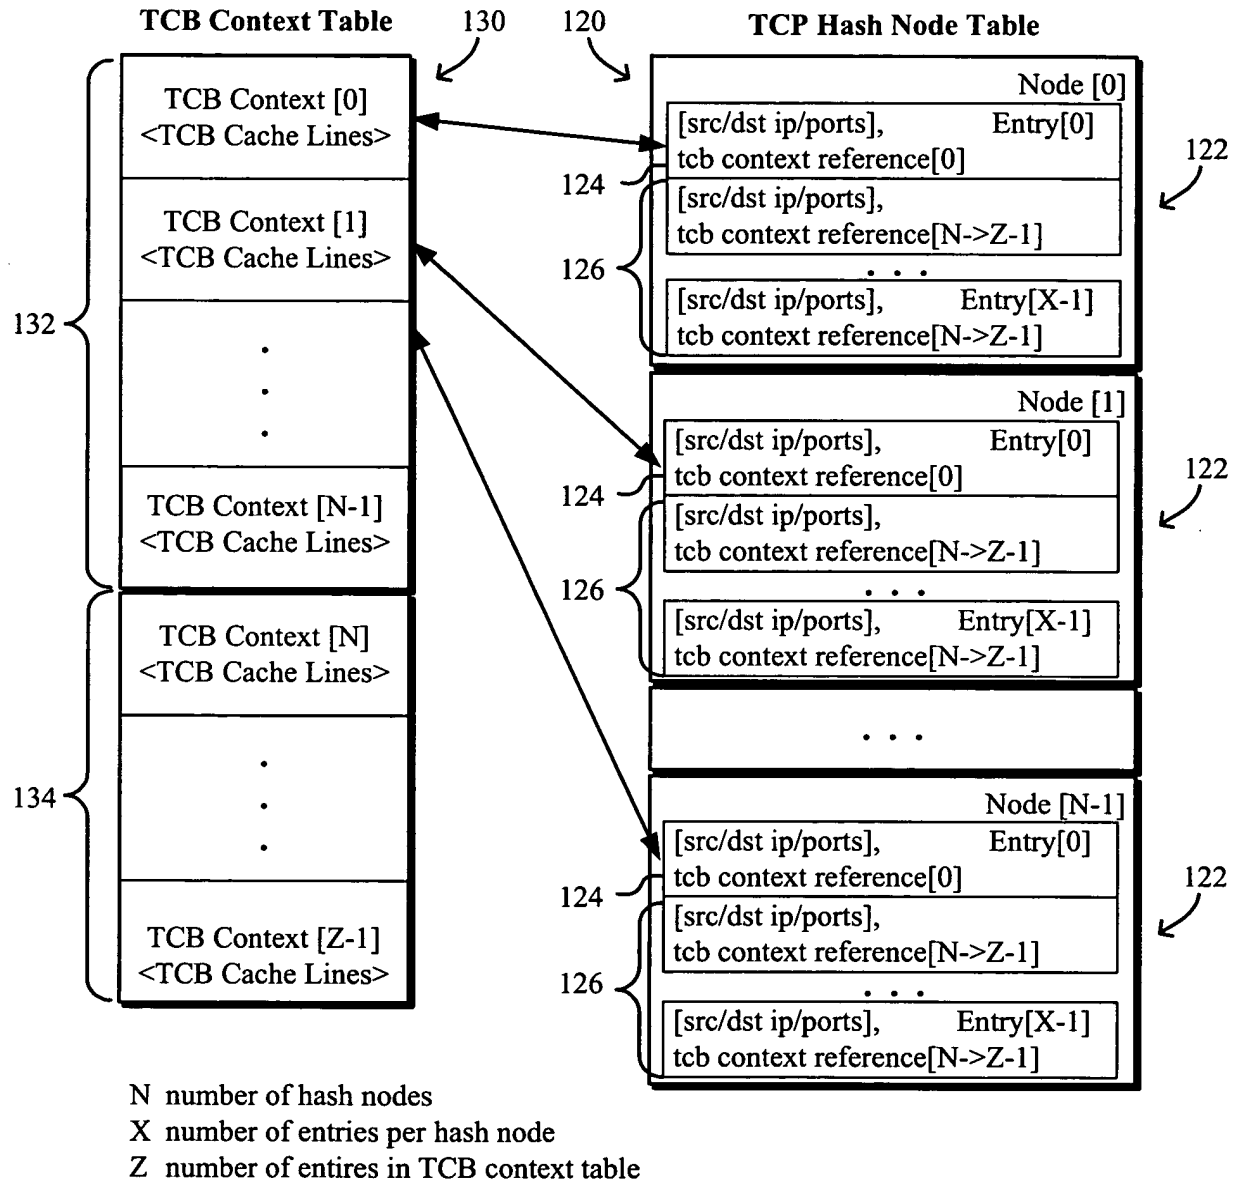 TCB Context Table
130
120
TCP Hash Node Table
TCB Context [0]
<TCB Cache Lines>
TCB Context [1]
<TCB Cache Lines>
132
.
.
.
TCB Context [N-1]
<TCB Cache Lines>
TCB Context [N]
<TCB Cache Lines>
134
.
.
.
TCB Context [Z-1]
<TCB Cache Lines>
Node [0]
[src/dst ip/ports], Entry[0]
tcb context reference[0]
122
124
[src/dst ip/ports],
tcb context reference[N->Z-1]
126
. . .
[src/dst ip/ports], Entry[X-1]
tcb context reference[N->Z-1]
Node [1]
[src/dst ip/ports], Entry[0]
tcb context reference[0]
122
124
[src/dst ip/ports],
tcb context reference[N->Z-1]
126
. . .
[src/dst ip/ports], Entry[X-1]
tcb context reference[N->Z-1]
. . .
Node [N-1]
[src/dst ip/ports], Entry[0]
tcb context reference[0]
122
124
[src/dst ip/ports],
tcb context reference[N->Z-1]
126
. . .
[src/dst ip/ports], Entry[X-1]
tcb context reference[N->Z-1]
N number of hash nodes
X number of entries per hash node
Z number of entires in TCB context table